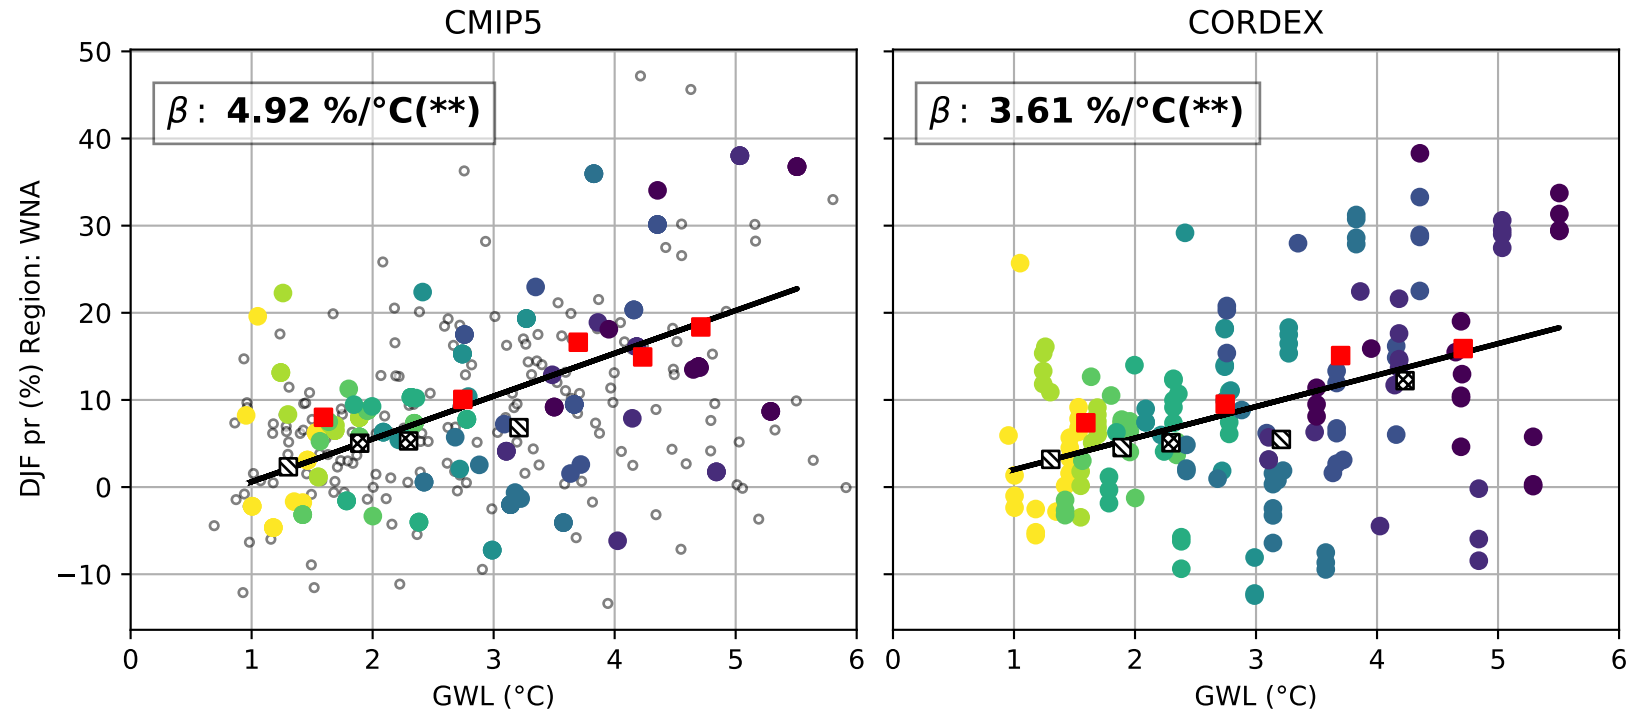 CMIP5
CORDEX
β : 4.92 %/°C(**)
β : 3.61 %/°C(**)
DJF pr (%) Region: WNA
50
40
30
20
10
0
−10
0 1 2 3 4 5 6
0 1 2 3 4 5 6
GWL (°C)
GWL (°C)